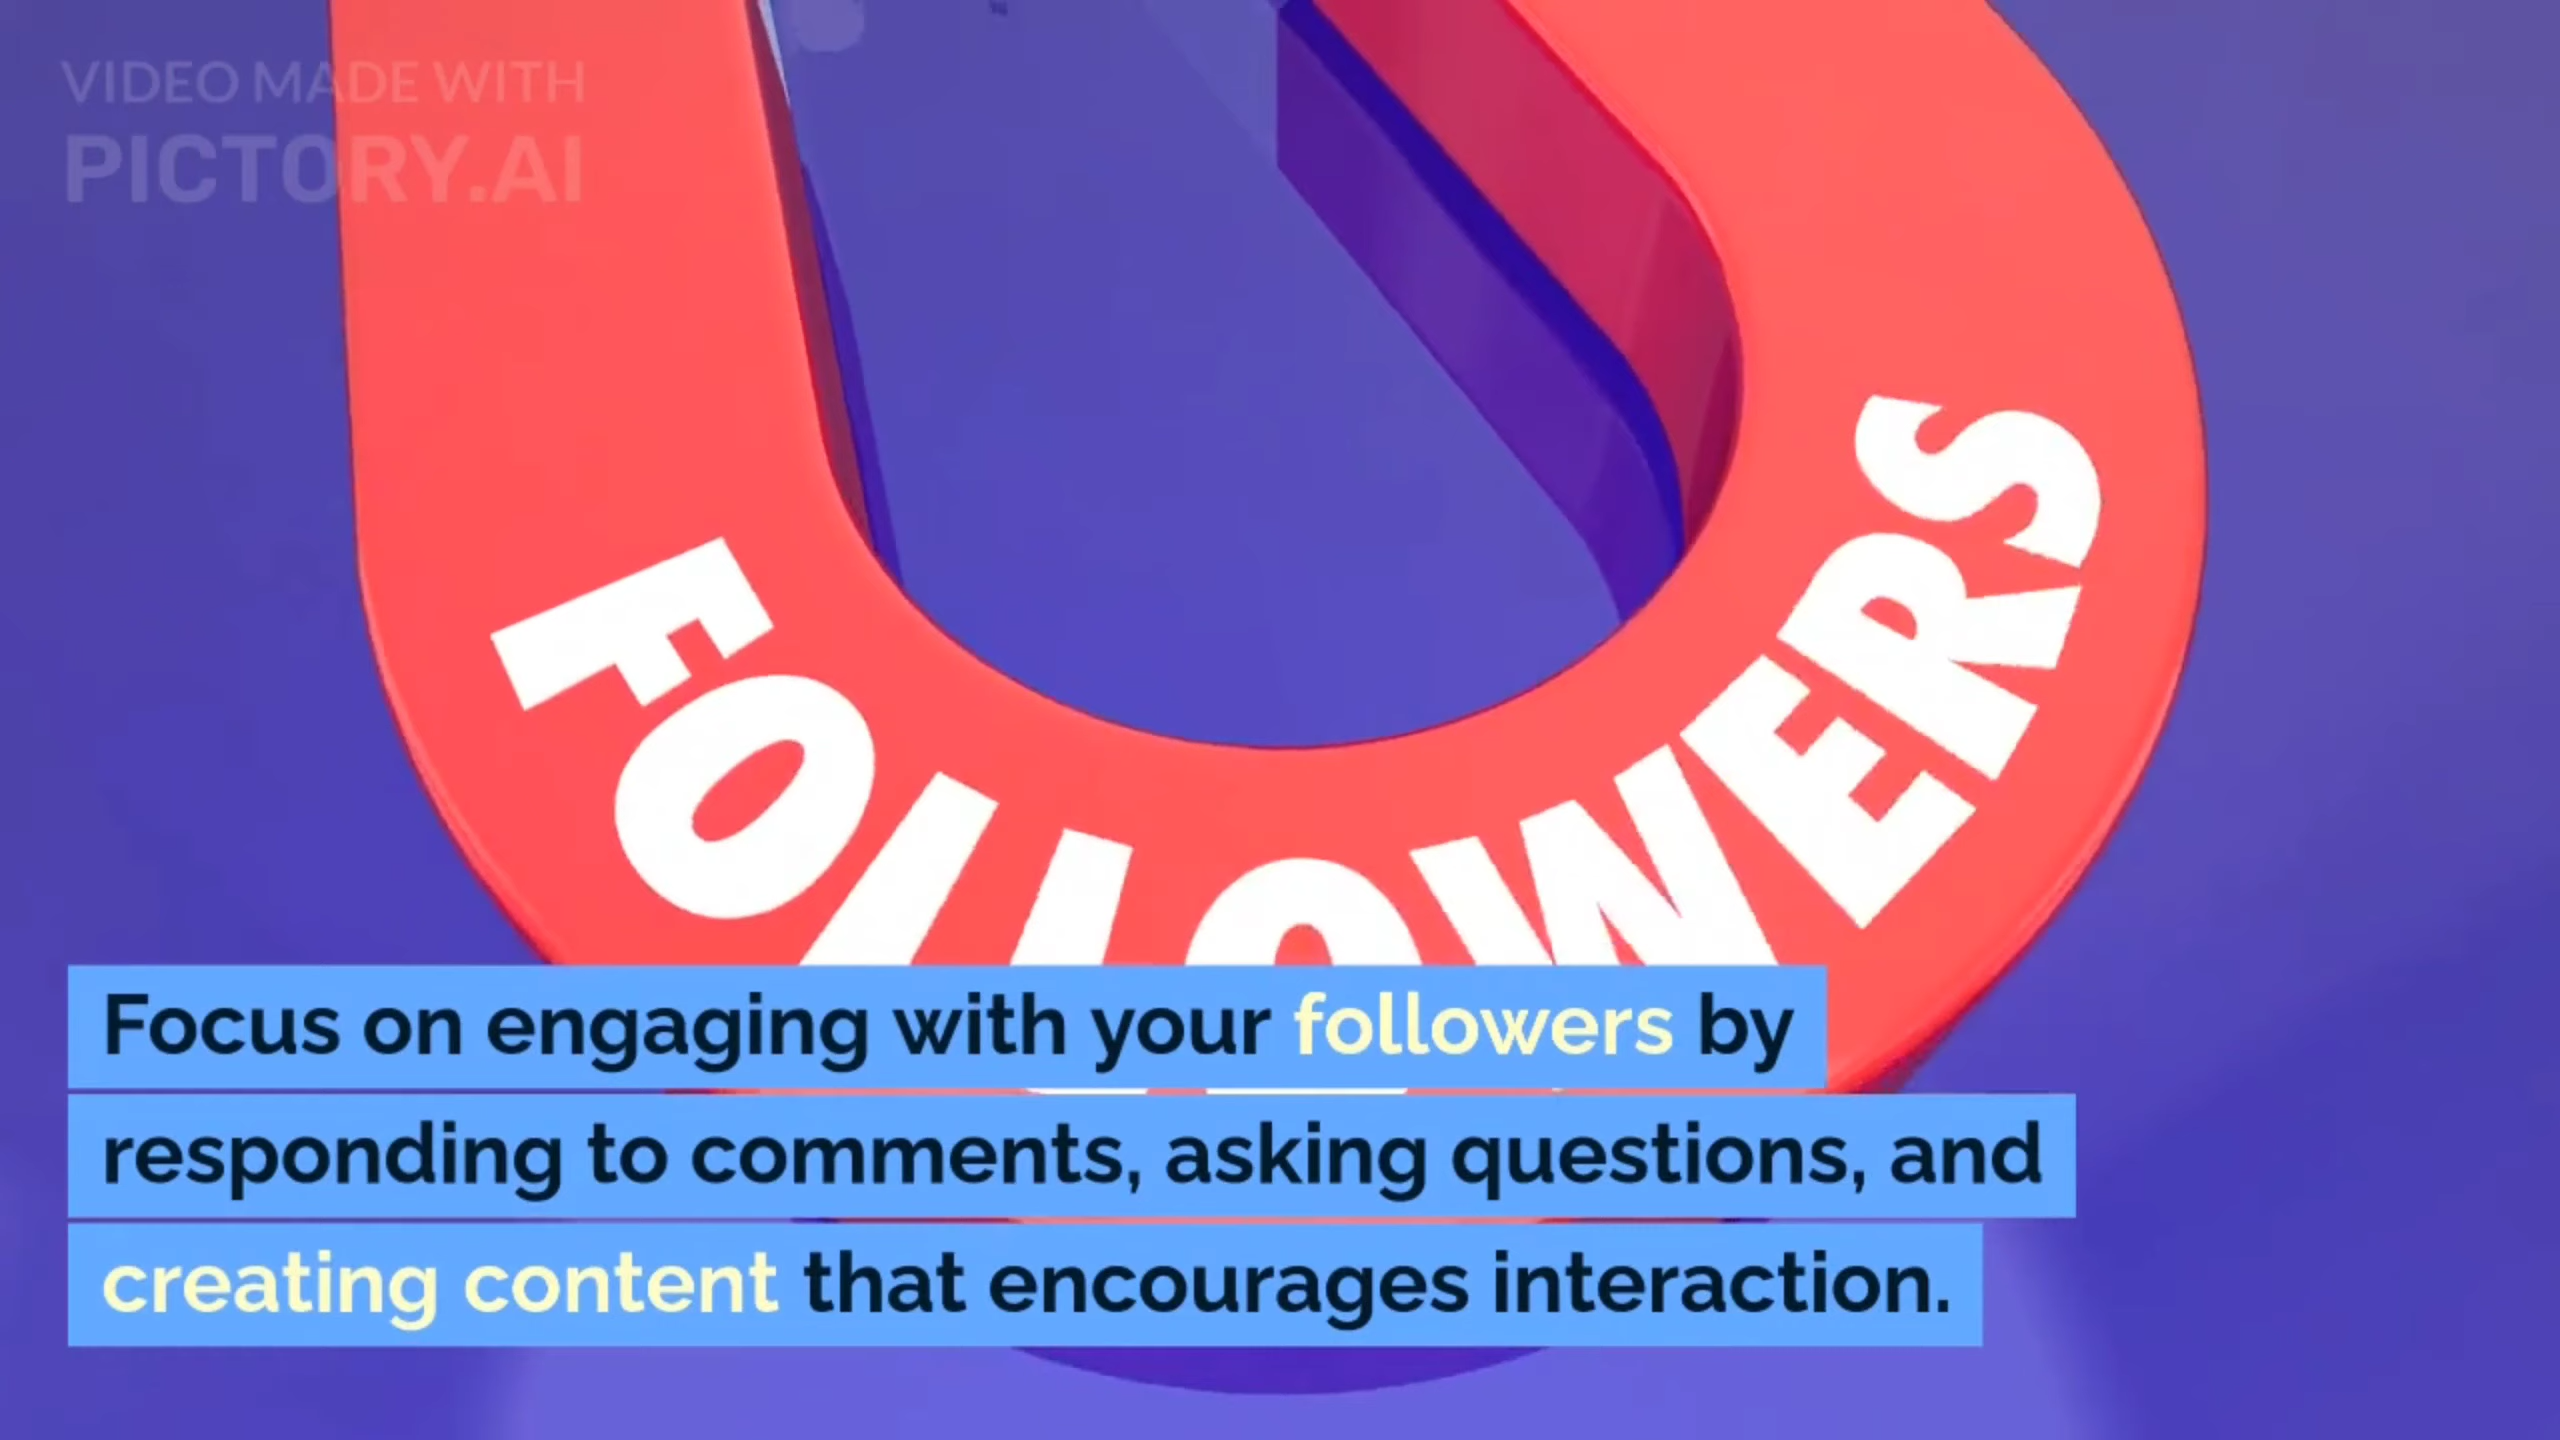 VIDEO MADE WITH
PICTORY.AI
FOLLOWERS
Focus on engaging with your followers by
responding to comments, asking questions, and
creating content that encourages interaction.